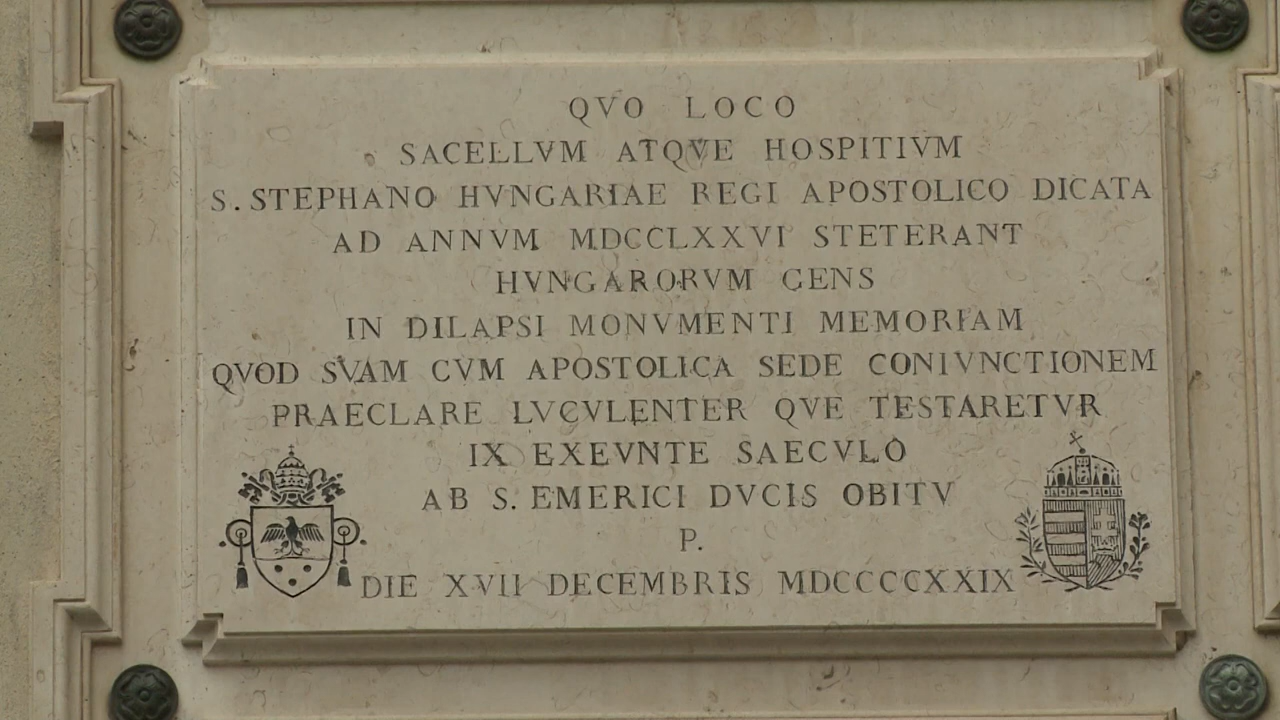 QVO LOCO
SACELLVM ATQVE HOSPITIVM
S. STEPHANO HVNGARIAE REGI APOSTOLICO DICATA
AD ANNVM MDCCLXXVI STETERANT
HVNGARORVM GENS
IN DILAPSI MONVMENTI MEMORIAM
QVOD SVAM CVM APOSTOLICA SEDE CONIVNCTIONEM
PRAECLARE LVCVLENTER QVE TESTARETVR
IX EXEVNTE SAECVLO
AB S. EMERICI DVCIS OBITV
P.
DIE XVII DECEMBRIS MDCCCCXXIX